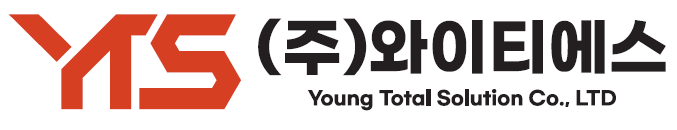 YTS
(주)와이티에스
Young Total Solution Co., LTD